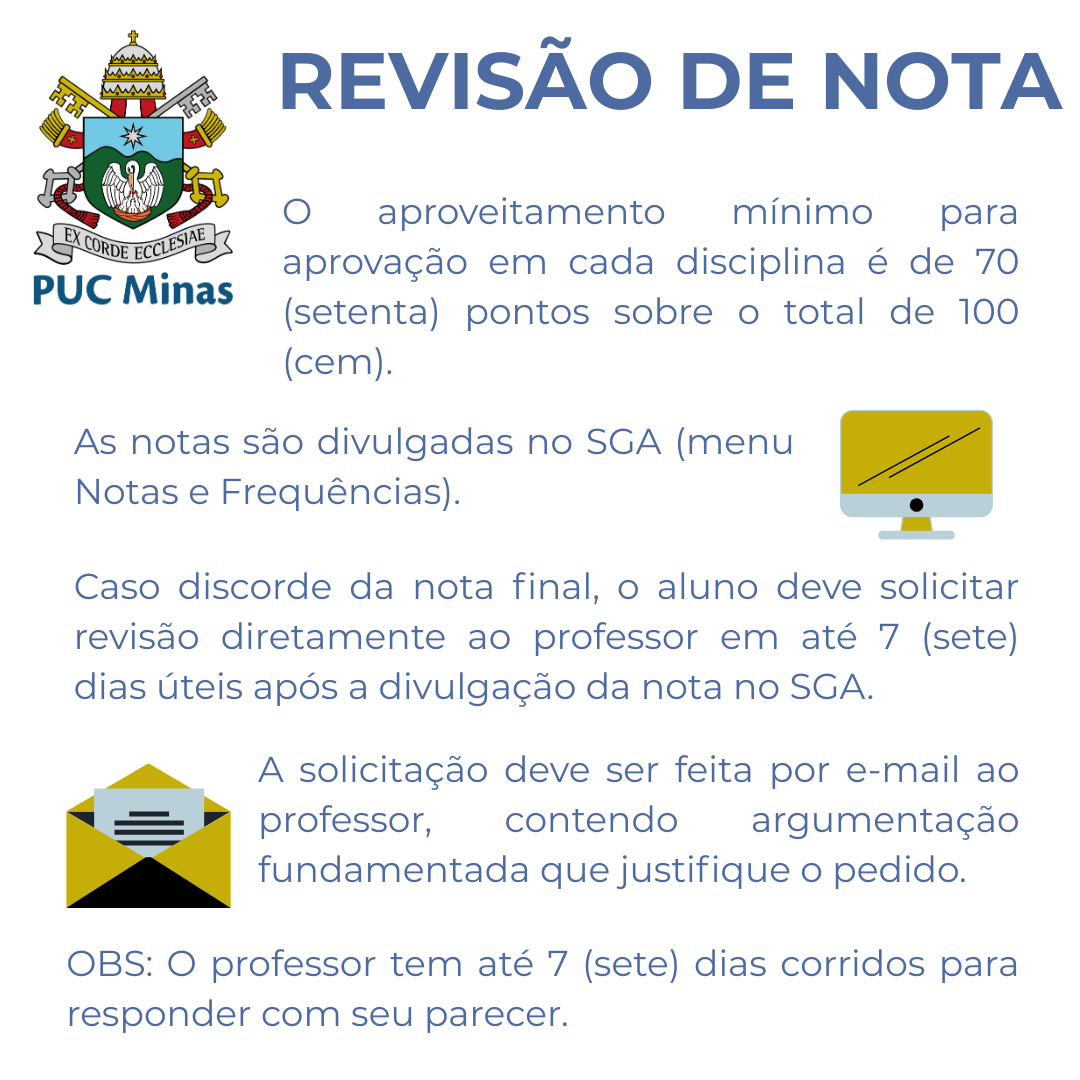 REVISÃO DE NOTA
EX CORDE ECCLESIAE
PUC Minas
O aproveitamento mínimo para
aprovação em cada disciplina é de 70
(setenta) pontos sobre o total de 100
(cem).
As notas são divulgadas no SGA (menu
Notas e Frequências).
Caso discorde da nota final, o aluno deve solicitar
revisão diretamente ao professor em até 7 (sete)
dias úteis após a divulgação da nota no SGA.
A solicitação deve ser feita por e-mail ao
professor, contendo argumentação
fundamentada que justifique o pedido.
OBS: O professor tem até 7 (sete) dias corridos para
responder com seu parecer.